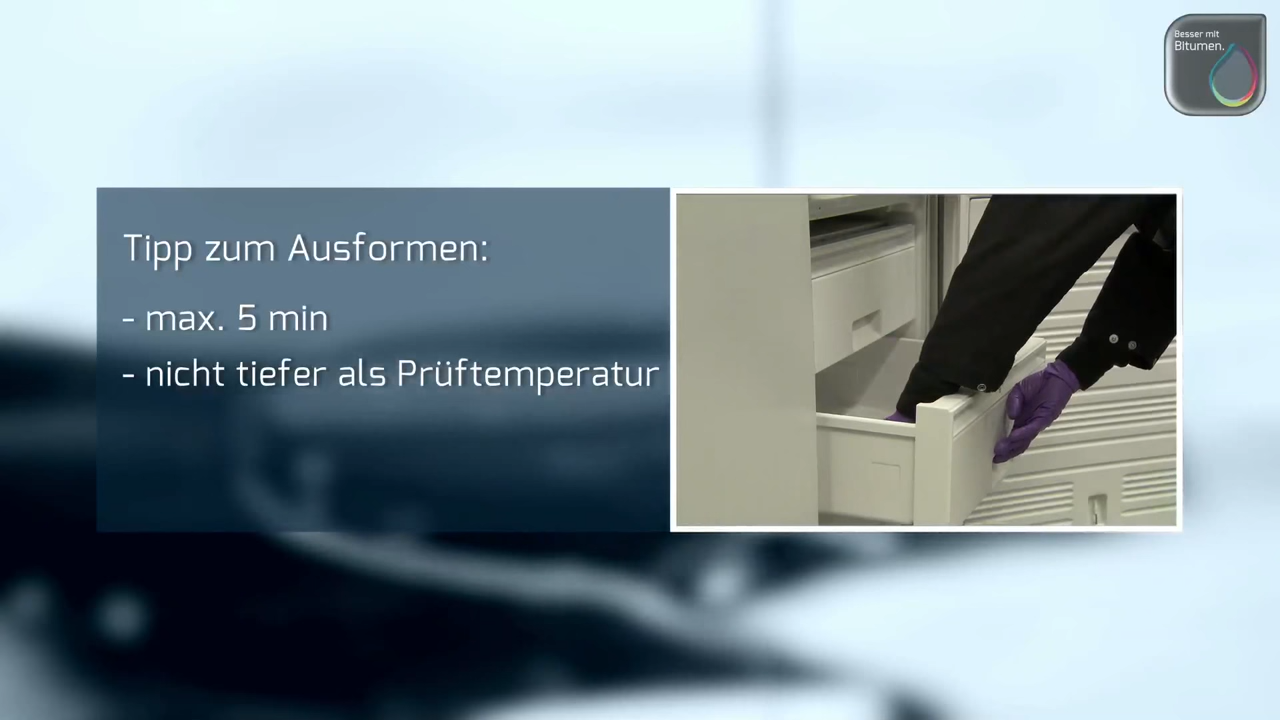 Besser mit
Bitumen.
Tipp zum Ausformen:
- max. 5 min
- nicht tiefer als Prüftemperatur